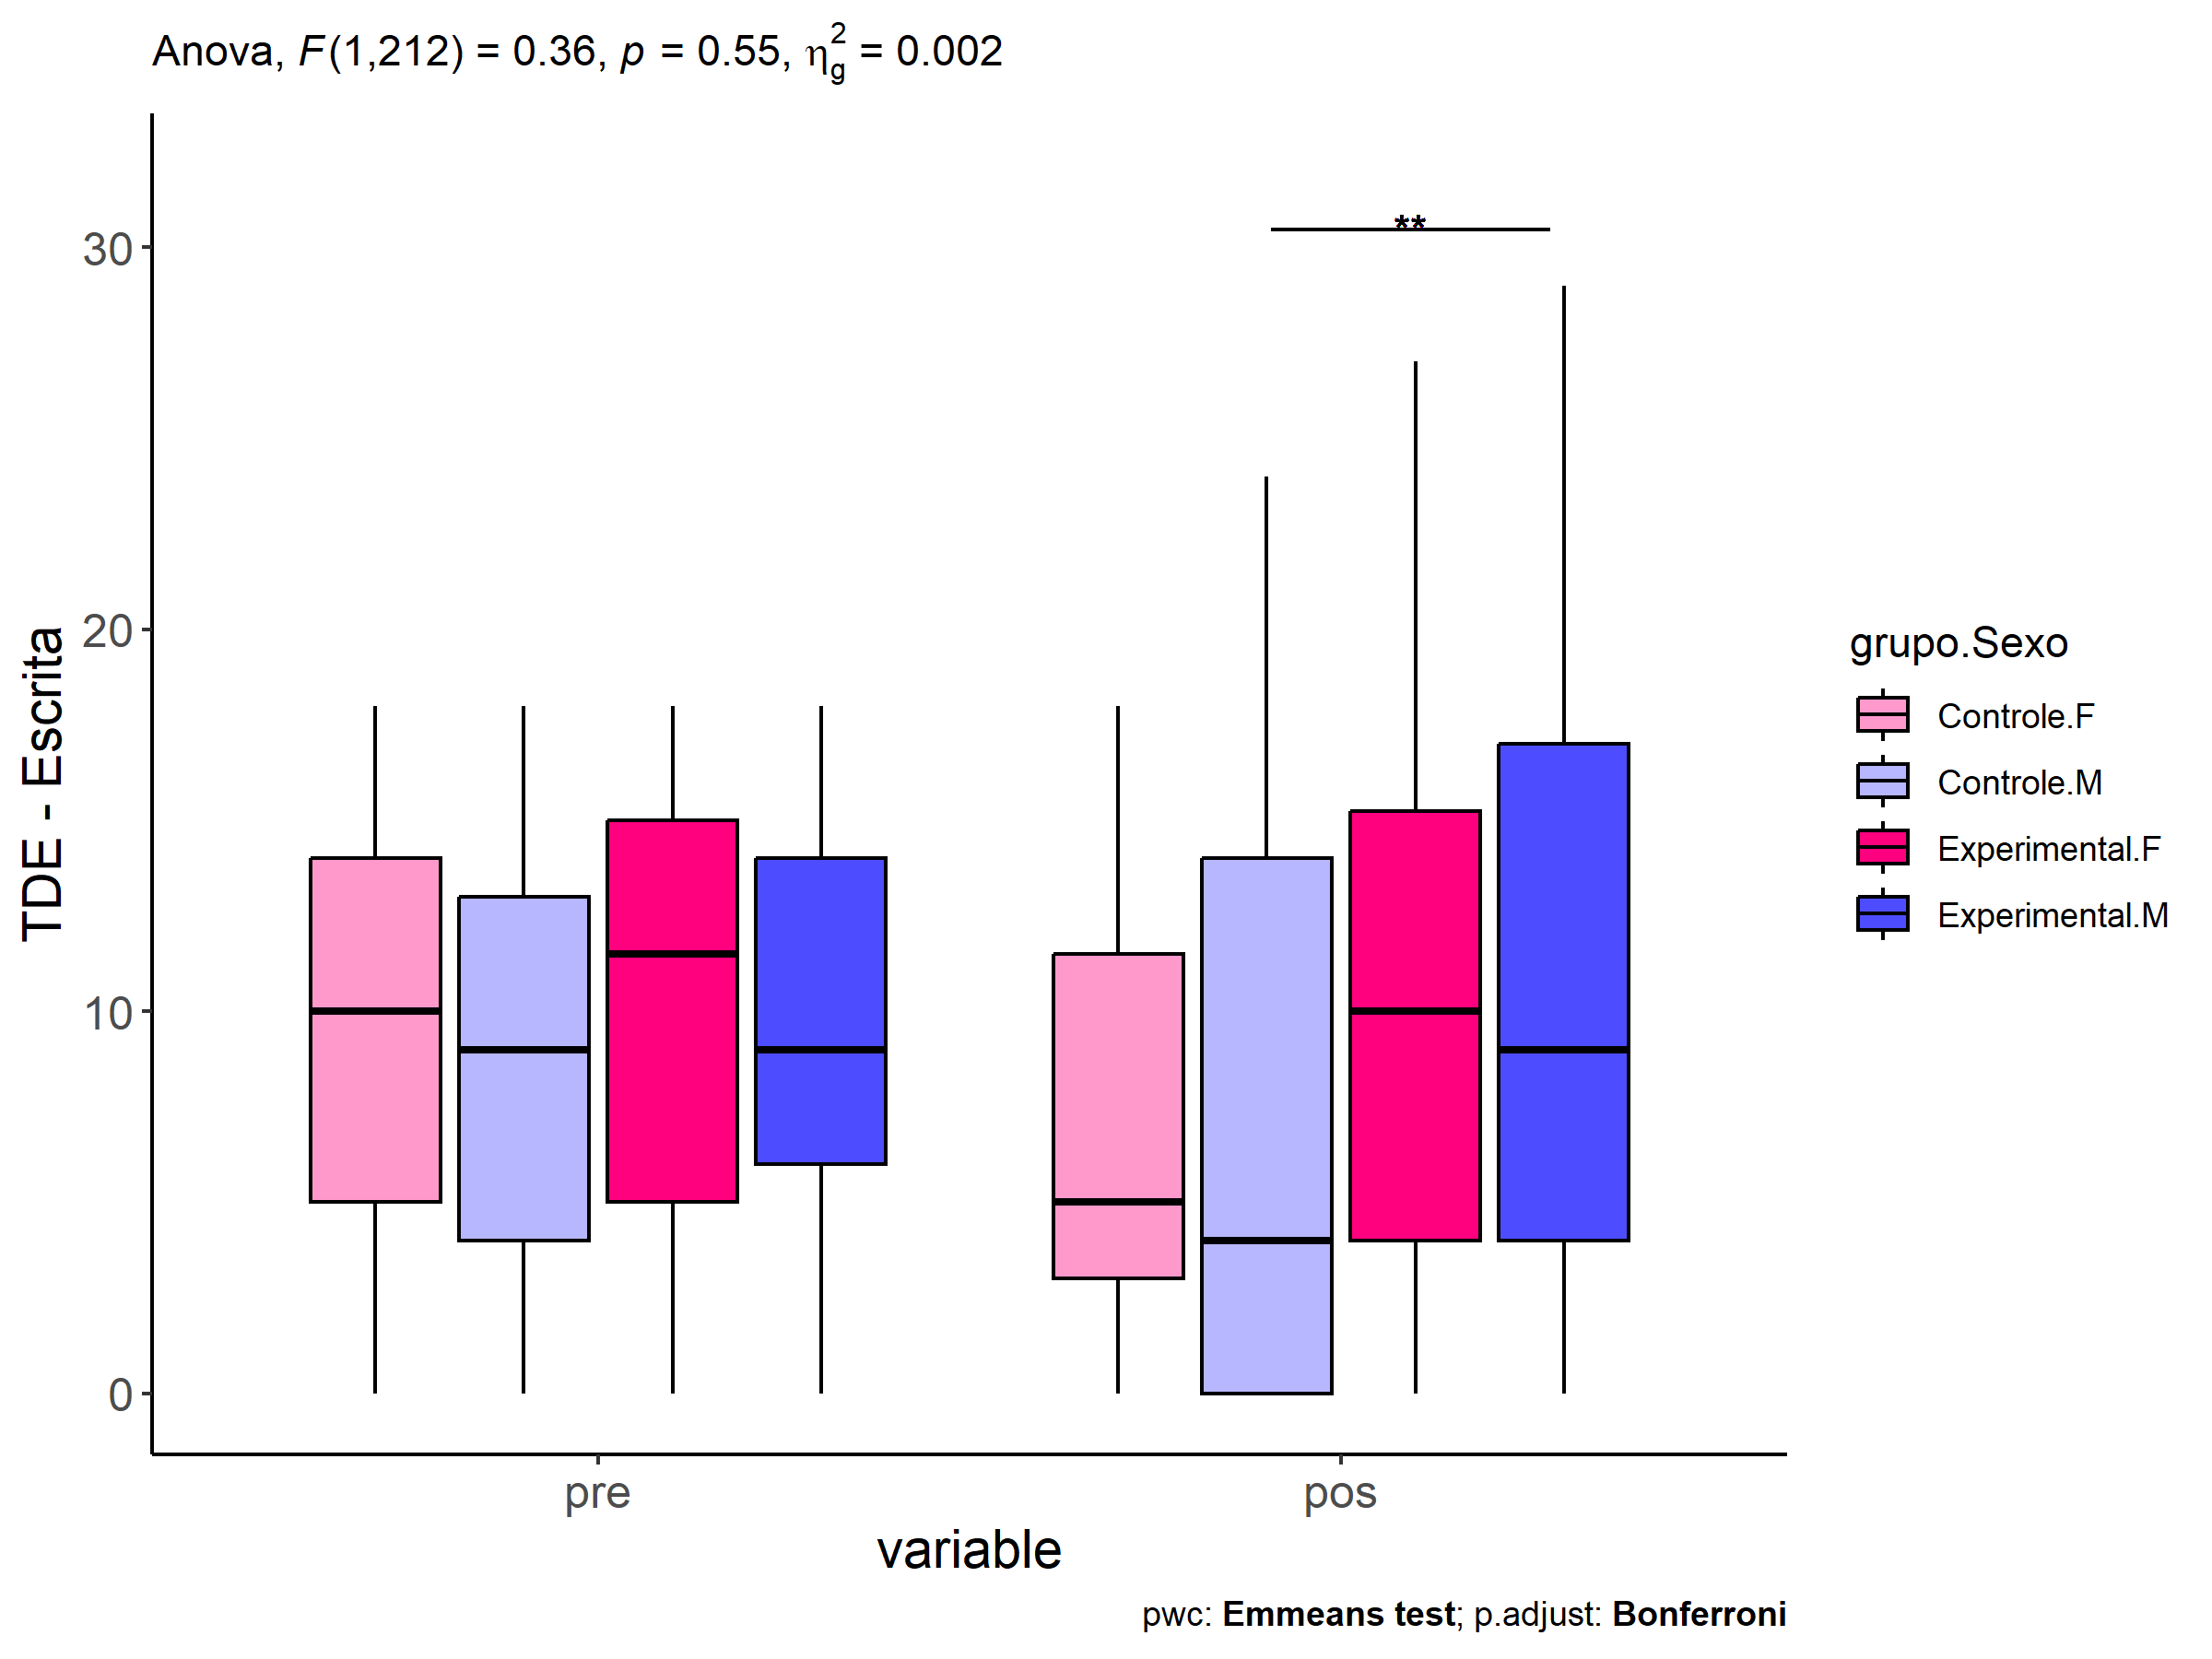 Anova, F(1,212) = 0.36, p = 0.55, η²g = 0.002
**
30
20
10
0
TDE - Escrita
pre
pos
variable
grupo.Sexo
Controle.F
Controle.M
Experimental.F
Experimental.M
pwc: Emmeans test; p.adjust: Bonferroni